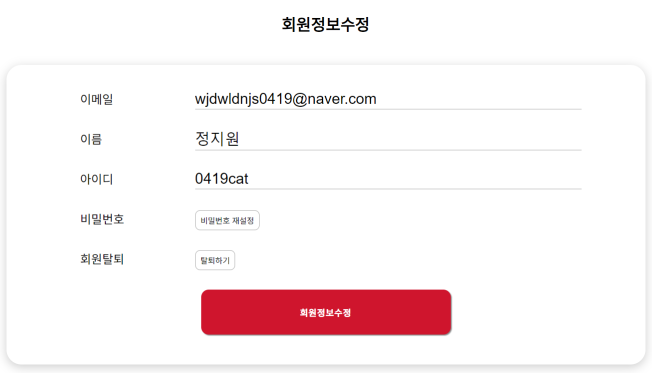 회원정보수정
이메일 wjdwldnjs0419@naver.com
이름 정지원
아이디 0419cat
비밀번호 비밀번호 재설정
회원탈퇴 탈퇴하기
회원정보수정